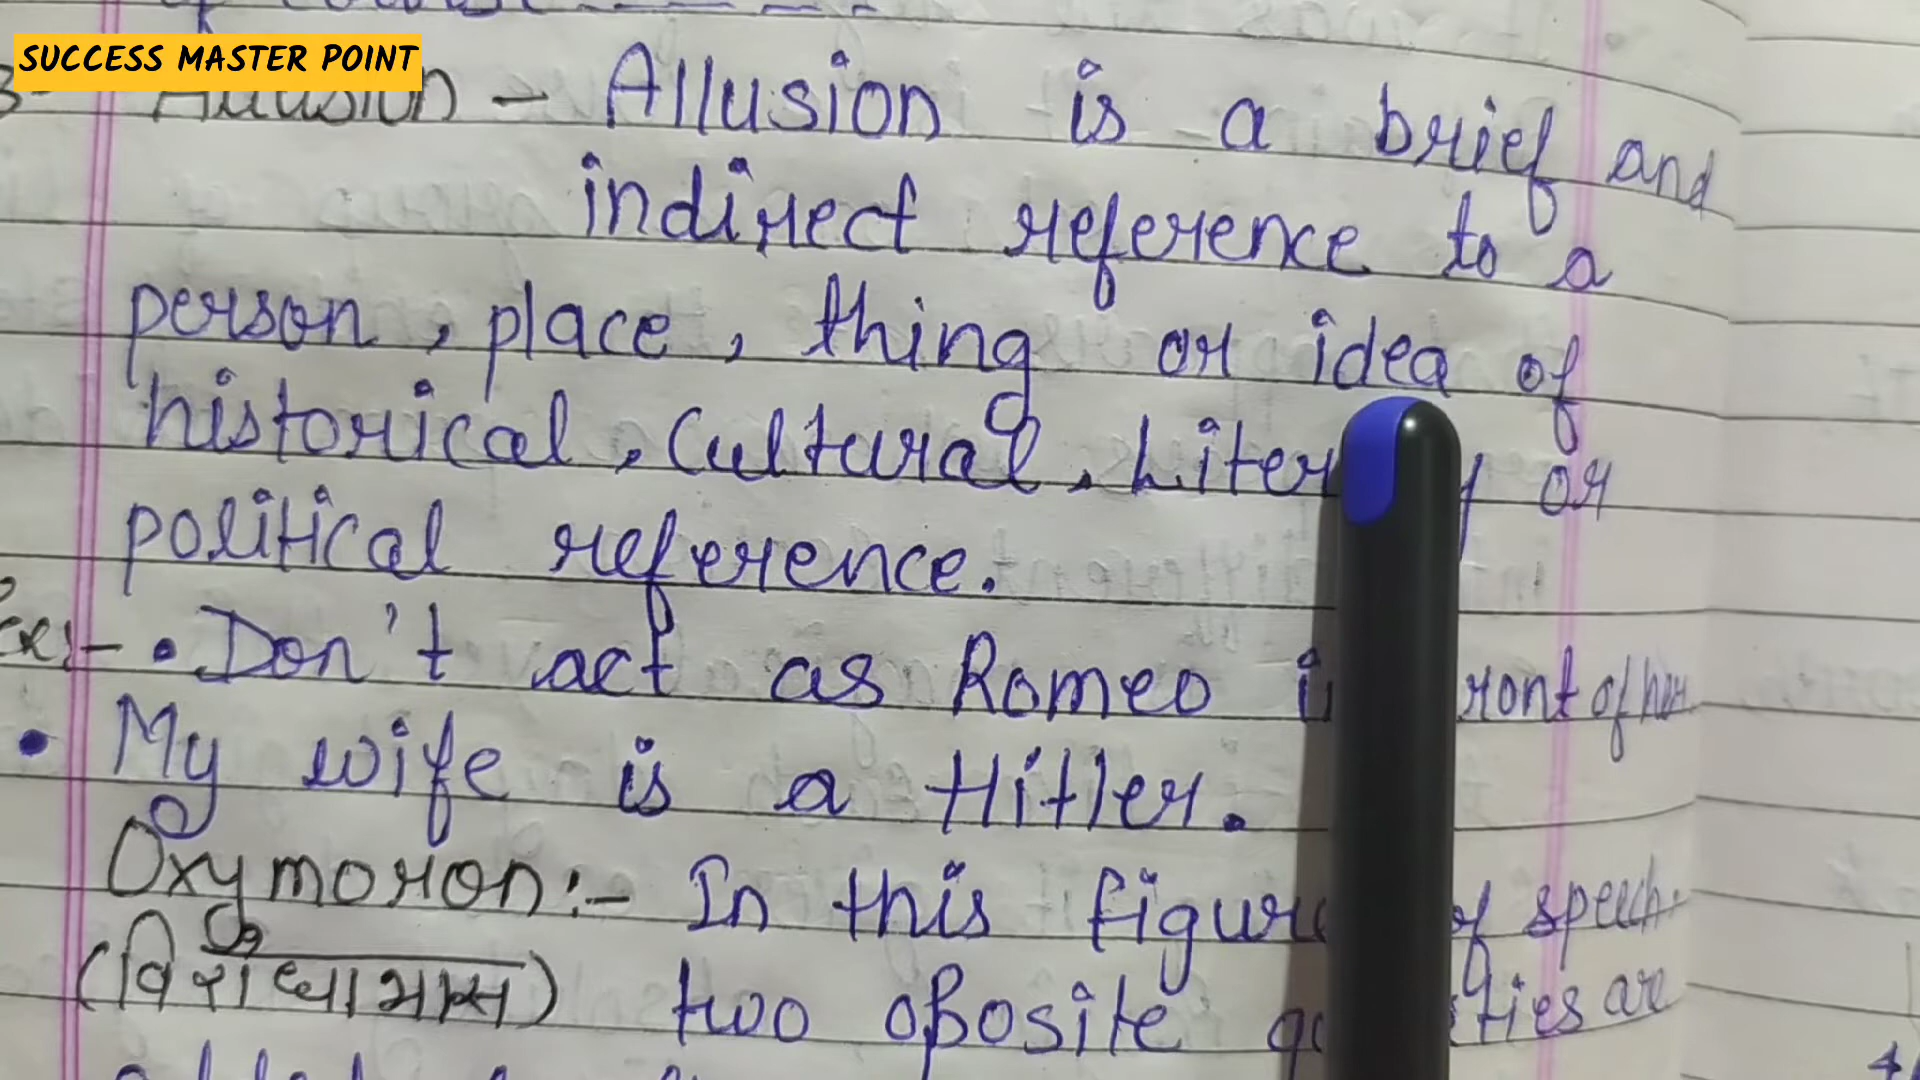 SUCCESS MASTER POINT
Allusion - Allusion is a brief and
indirect reference to a
person, place, thing or idea of
historical, Cultural, Liter y or
political reference.
Ex:- • Don't act as Romeo i ront of her
• My wife is a Hitler.
Oxymoron:- In this figure of speech
(विरोधाभास) two oposite q ties are